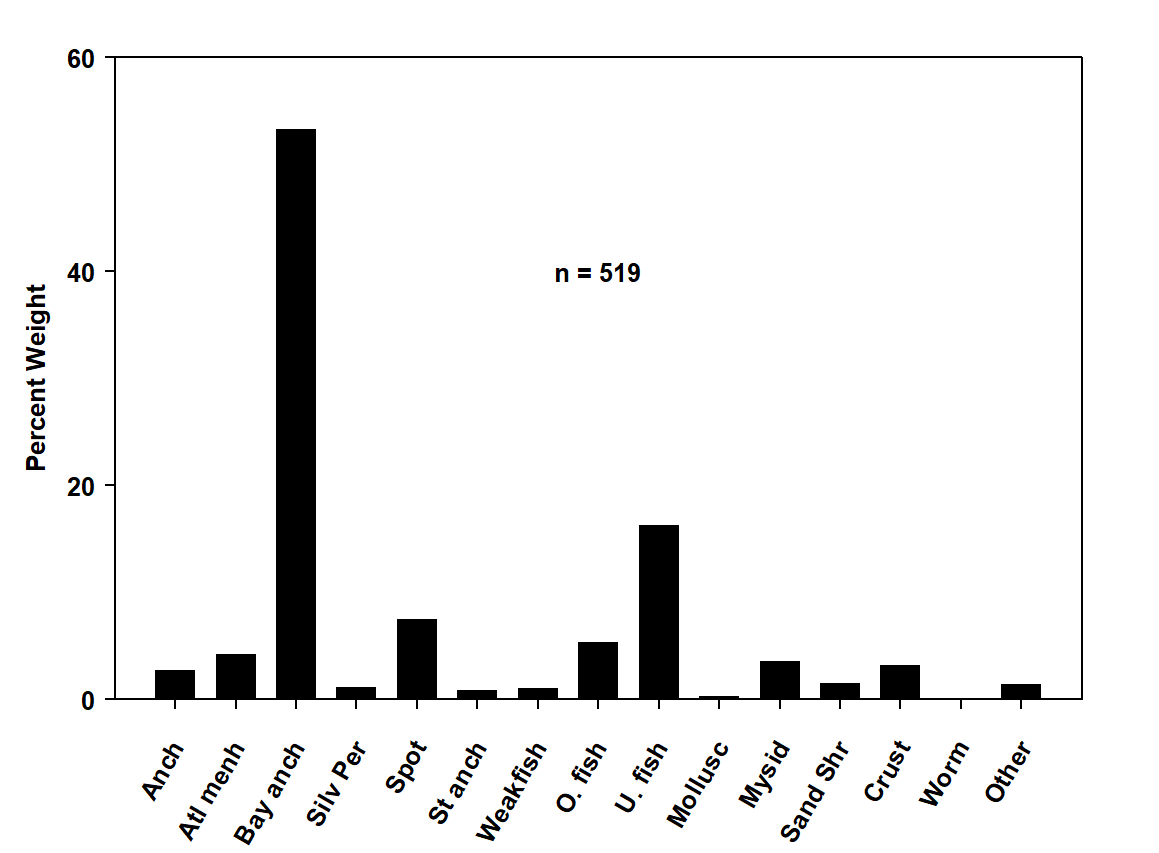 60
40
20
0
Percent Weight
n = 519
Anch
Atl menh
Bay anch
Silv Per
Spot
St anch
Weakfish
O. fish
U. fish
Mollusc
Mysid
Sand Shr
Crust
Worm
Other